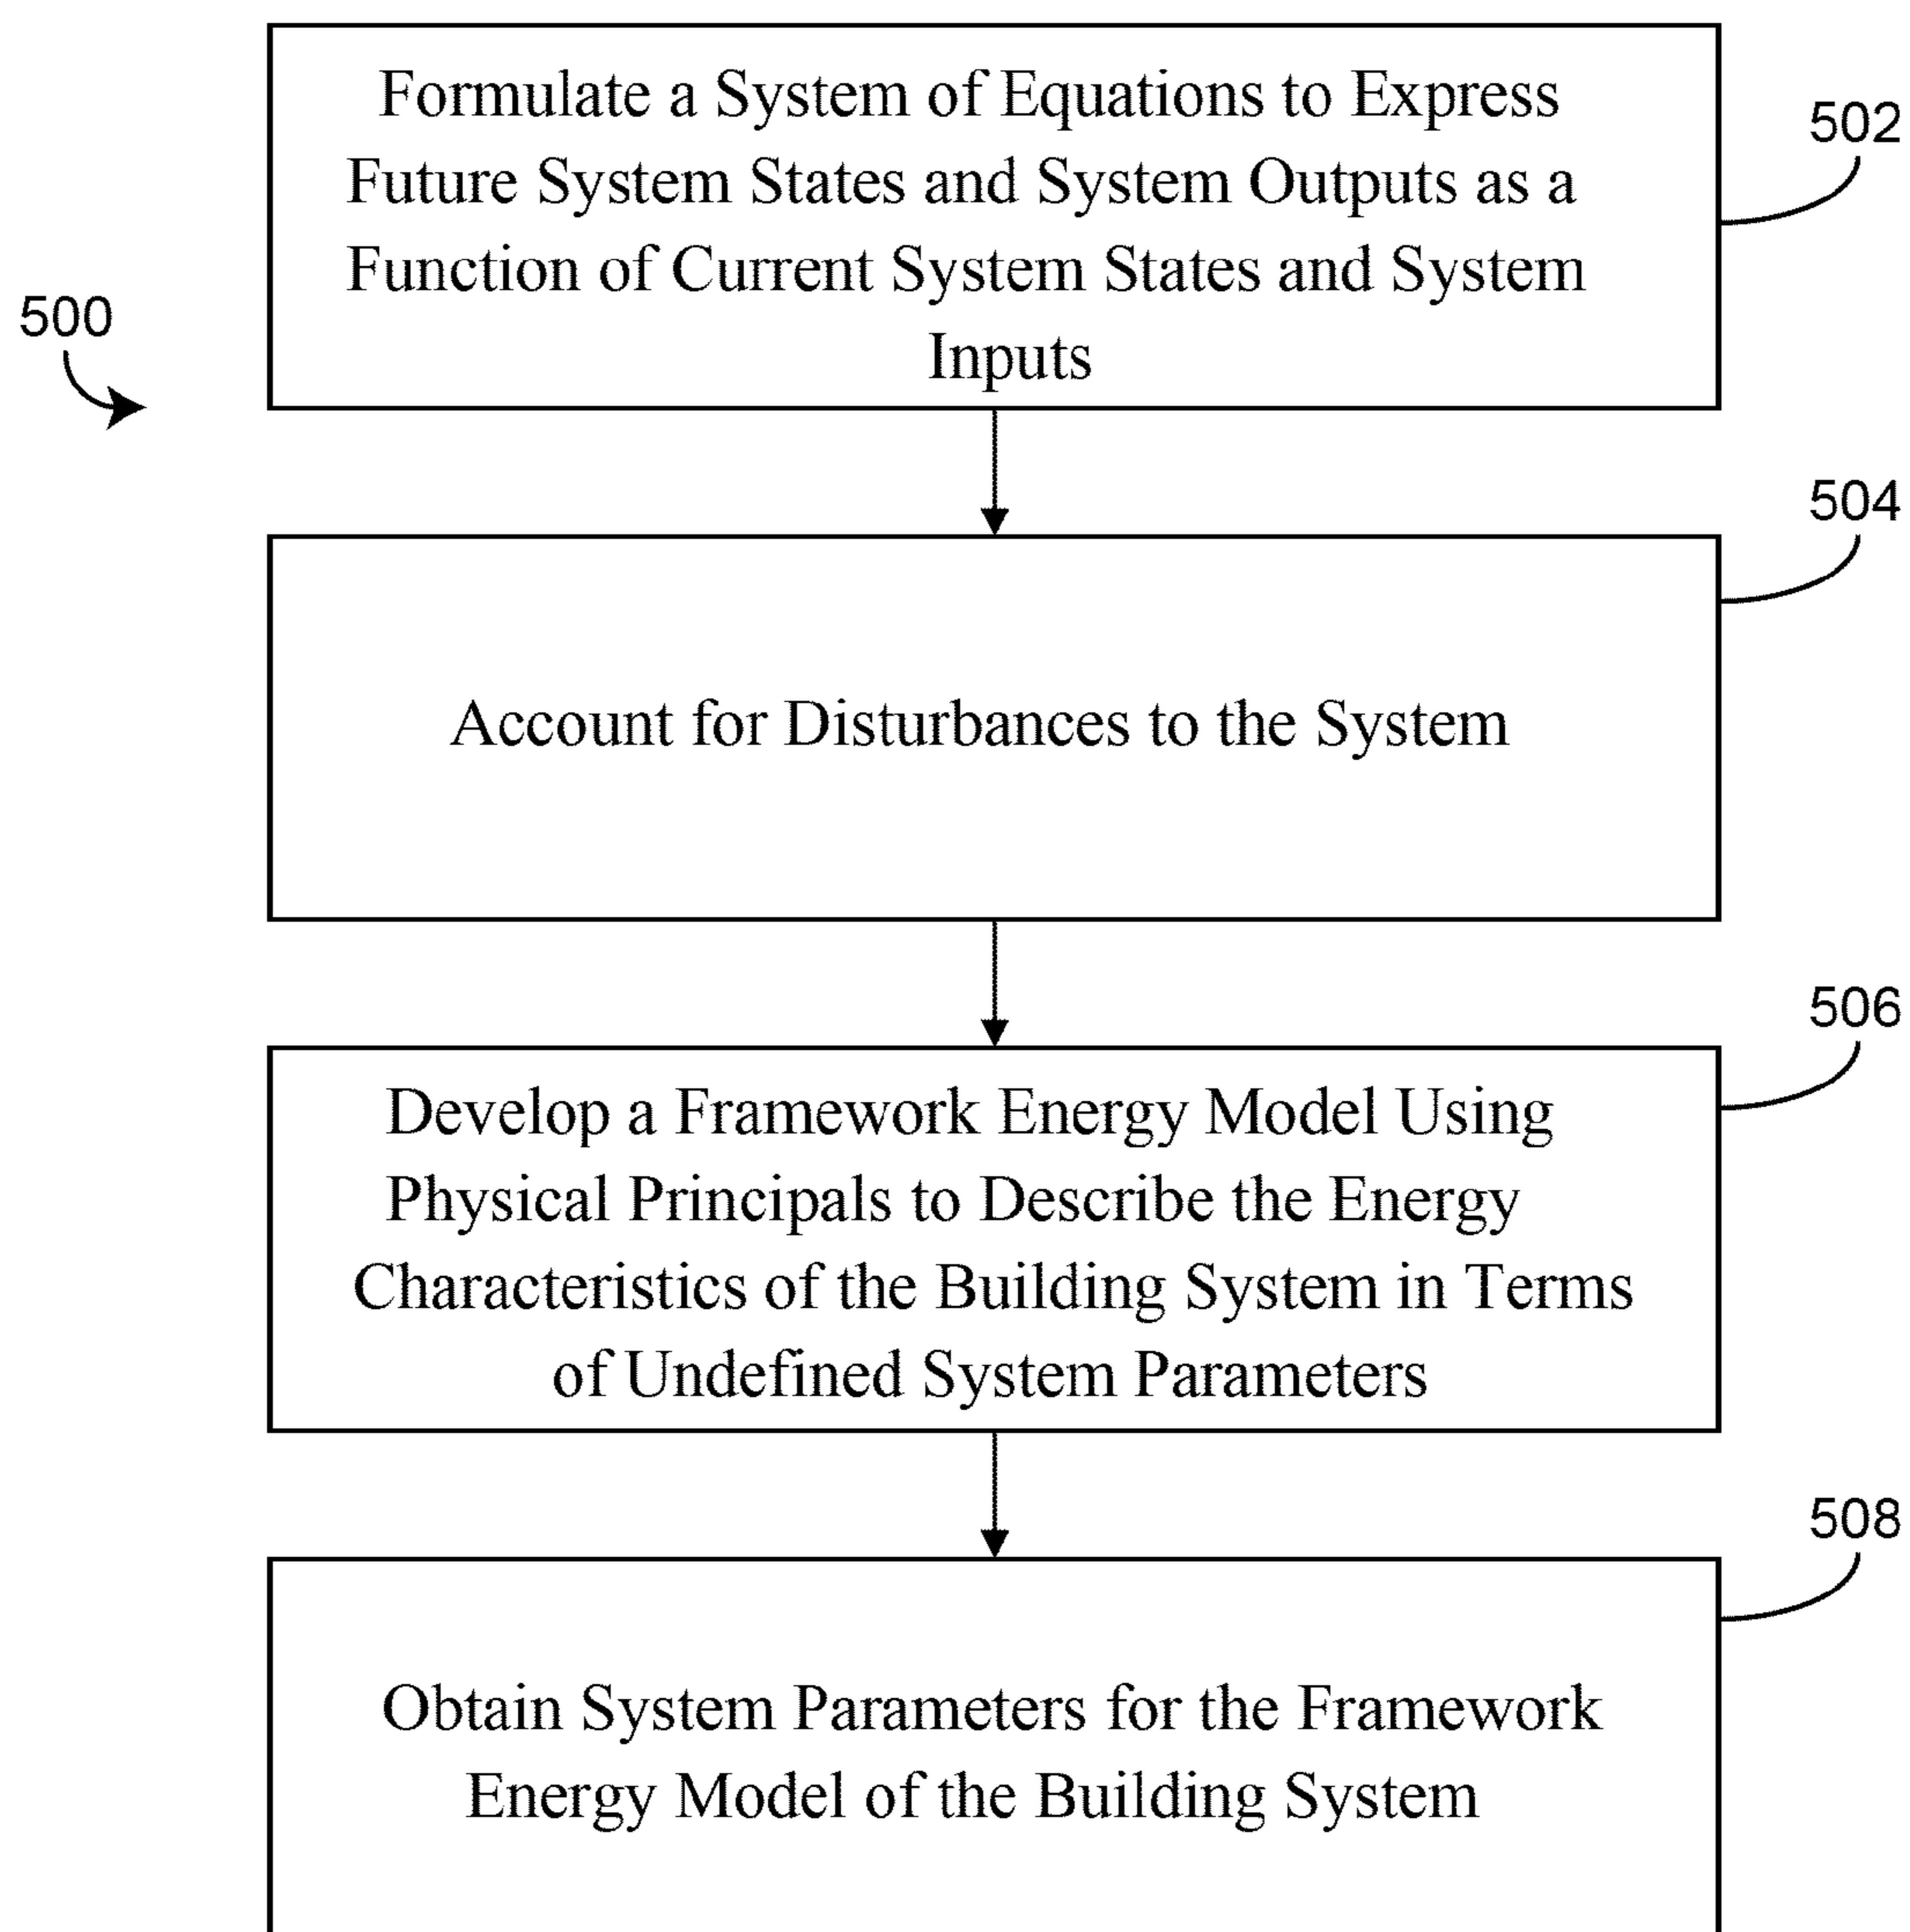 Formulate a System of Equations to Express
Future System States and System Outputs as a
Function of Current System States and System
Inputs
502
500
504
Account for Disturbances to the System
506
Develop a Framework Energy Model Using
Physical Principals to Describe the Energy
Characteristics of the Building System in Terms
of Undefined System Parameters
508
Obtain System Parameters for the Framework
Energy Model of the Building System